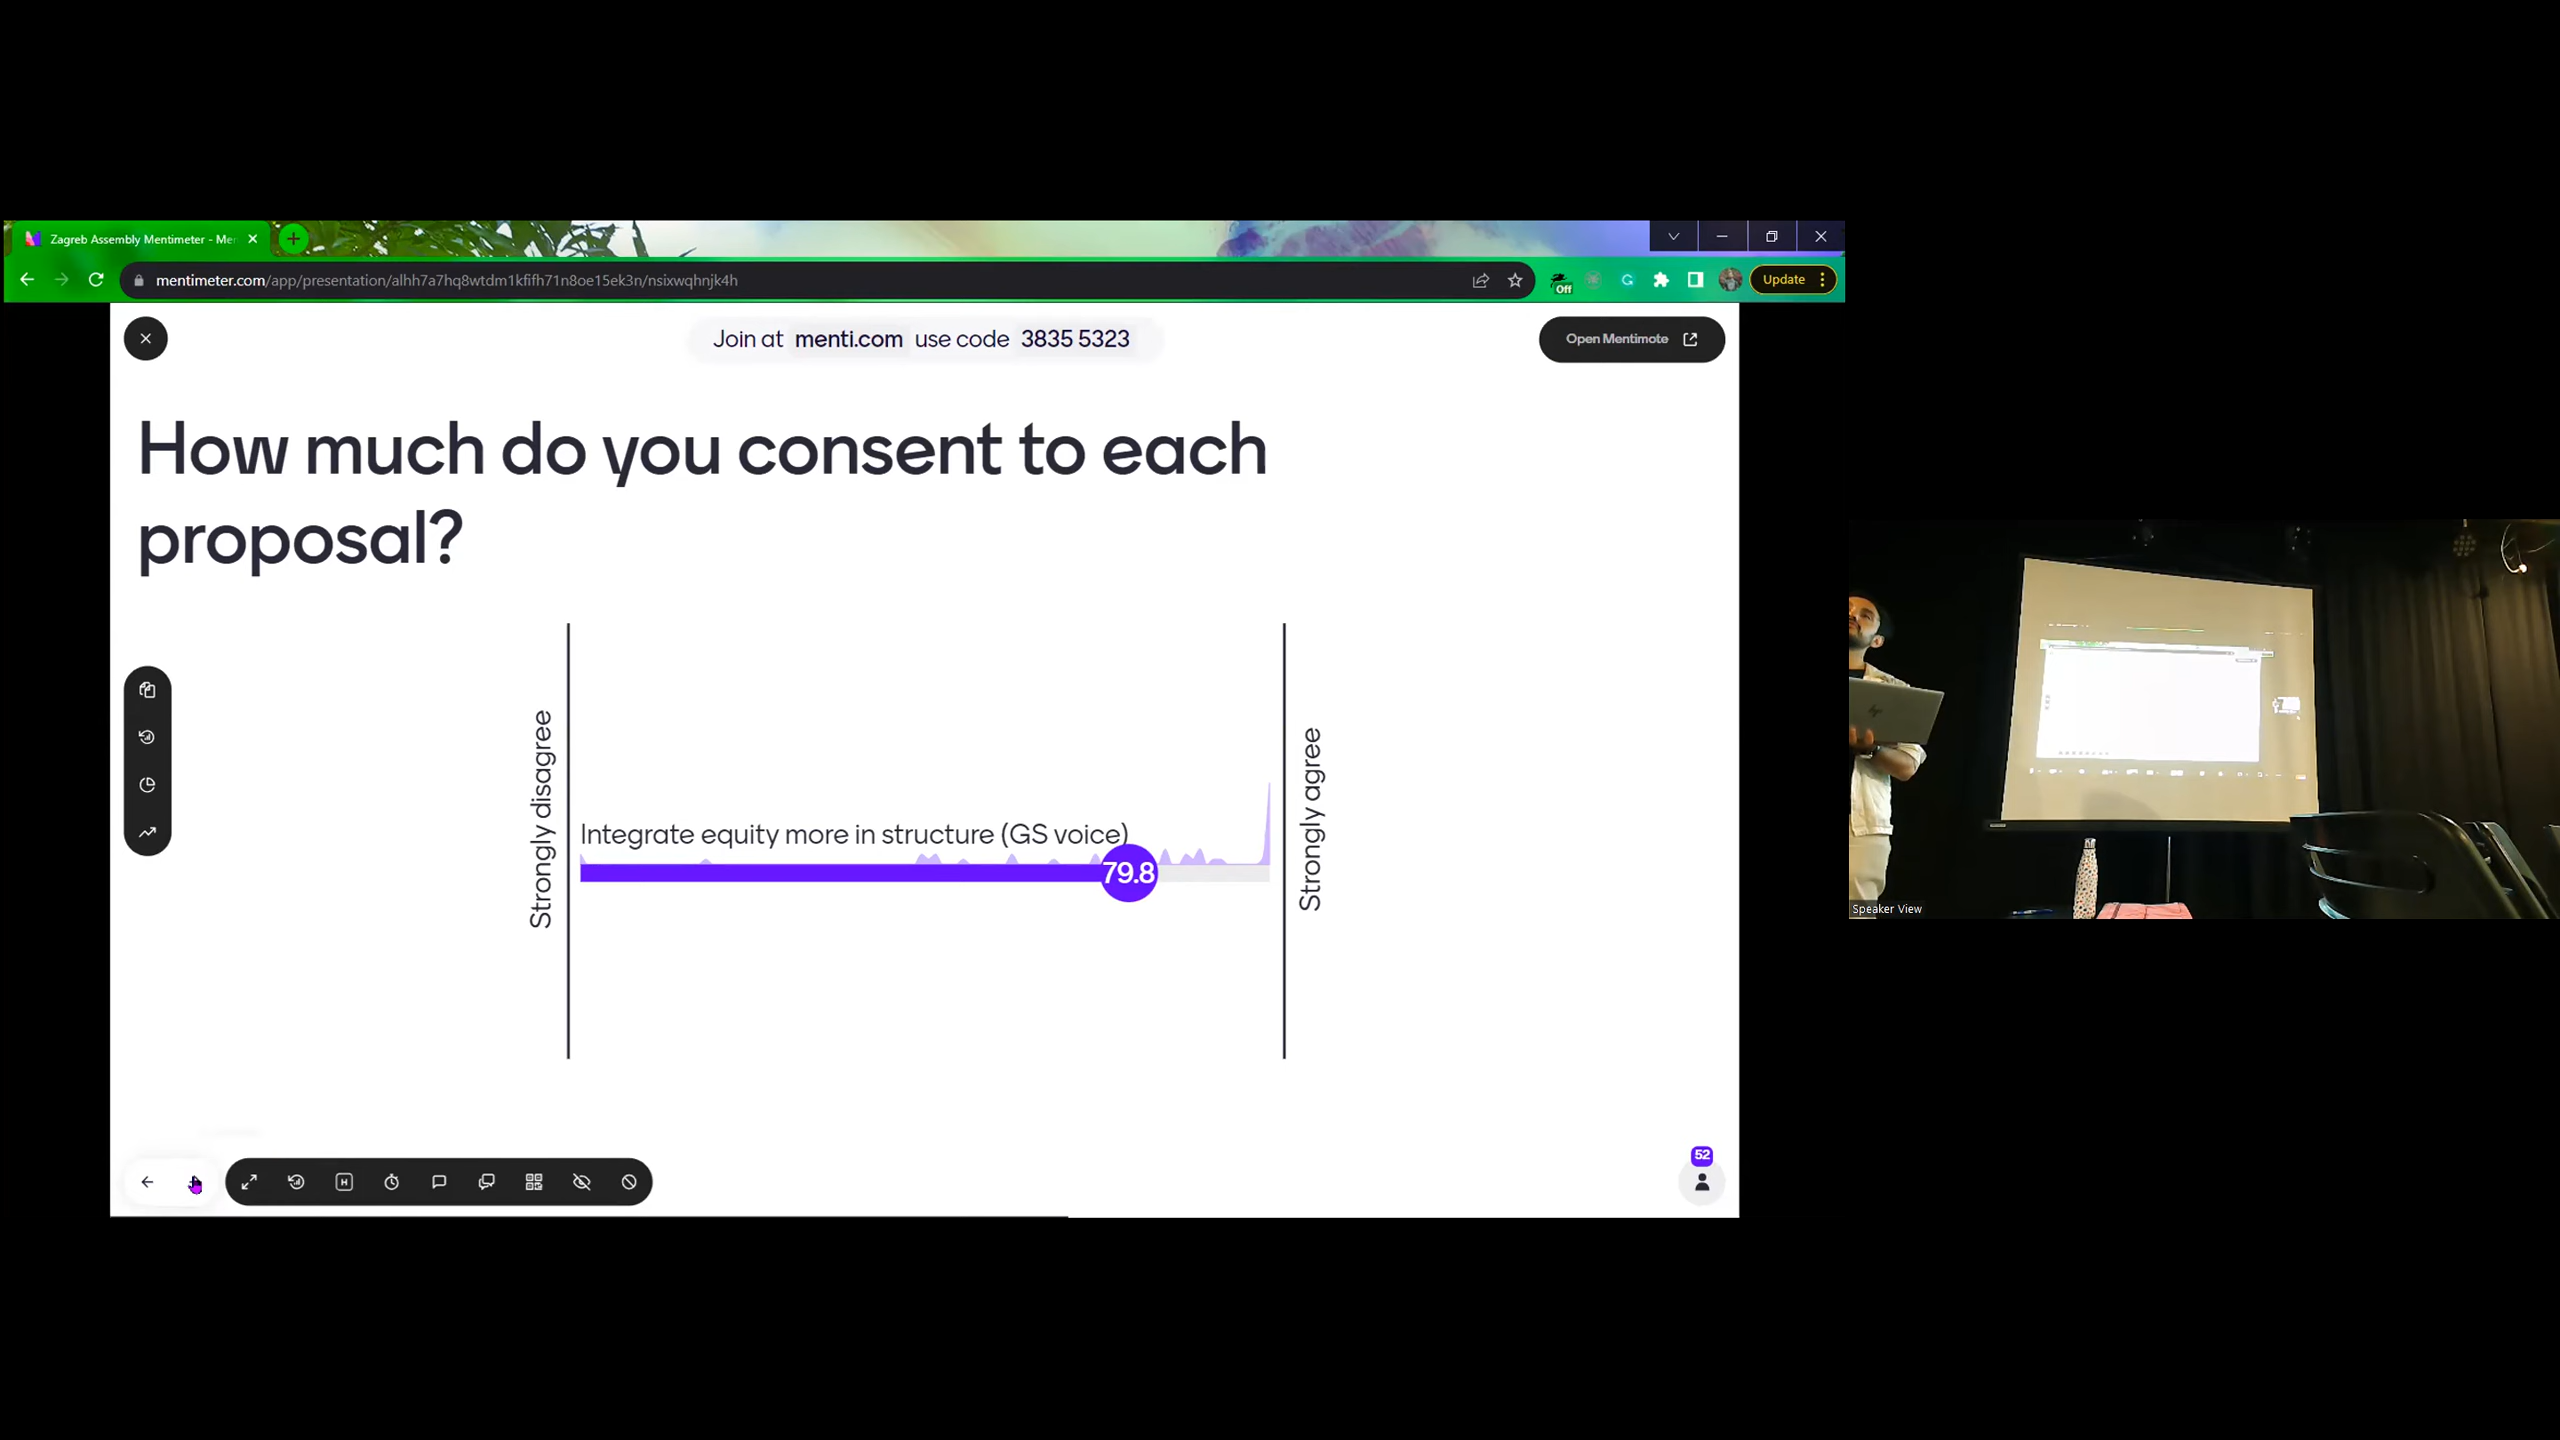 Zagreb Assembly Mentimeter - Me
mentimeter.com/app/presentation/alhh7a7hq8wtdm1kfifh71n8oe15ek3n/nsixwqhnjk4h
Off
Update
Join at menti.com use code 3835 5323
Open Mentimote
How much do you consent to each
proposal?
Strongly disagree
Integrate equity more in structure (GS voice)
79.8
Strongly agree
52
Speaker View